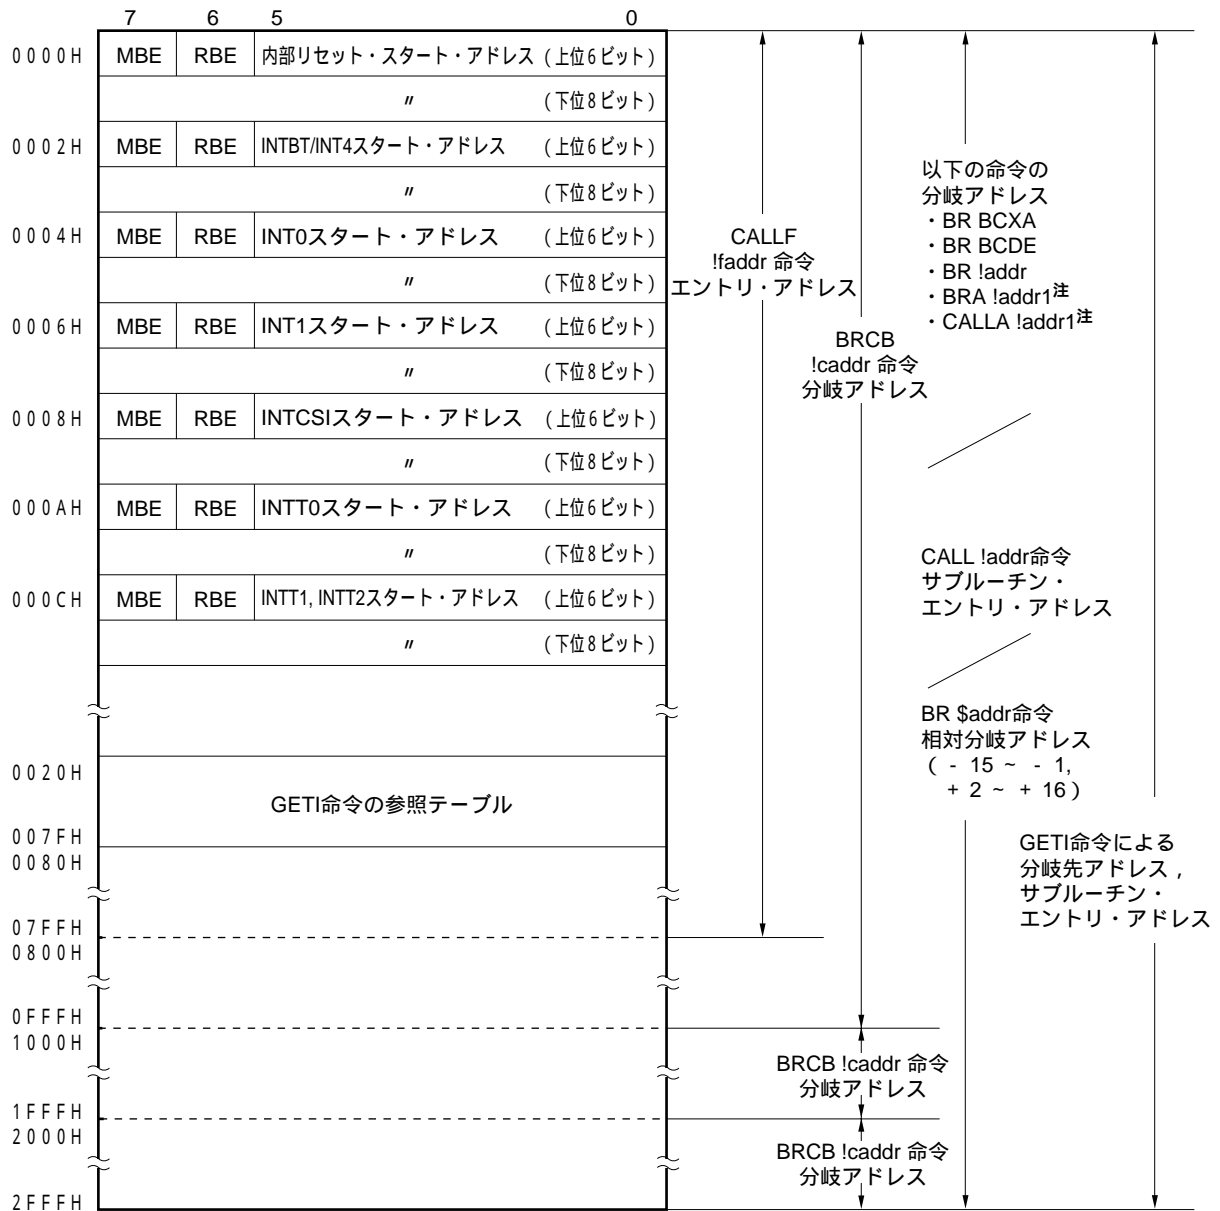 7 6 5 0
0000H MBE RBE 内部リセット・スタート・アドレス (上位6ビット)
〃 (下位8ビット)
0002H MBE RBE INTBT/INT4スタート・アドレス (上位6ビット)
〃 (下位8ビット)
0004H MBE RBE INT0スタート・アドレス (上位6ビット)
〃 (下位8ビット)
0006H MBE RBE INT1スタート・アドレス (上位6ビット)
〃 (下位8ビット)
0008H MBE RBE INTCSIスタート・アドレス (上位6ビット)
〃 (下位8ビット)
000AH MBE RBE INTT0スタート・アドレス (上位6ビット)
〃 (下位8ビット)
000CH MBE RBE INTT1, INTT2スタート・アドレス (上位6ビット)
〃 (下位8ビット)
0020H
GETI命令の参照テーブル
007FH
0080H
07FFH
0800H
0FFFH
1000H
1FFFH
2000H
2FFFH
CALLF
!faddr 命令
エントリ・アドレス
BRCB
!caddr 命令
分岐アドレス
BRCB !caddr 命令
分岐アドレス
BRCB !caddr 命令
分岐アドレス
以下の命令の
分岐アドレス
・BR BCXA
・BR BCDE
・BR !addr
・BRA !addr1注
・CALLA !addr1注
CALL !addr命令
サブルーチン・
エントリ・アドレス
BR $addr命令
相対分岐アドレス
( - 15 ~ - 1,
+ 2 ~ + 16)
GETI命令による
分岐先アドレス,
サブルーチン・
エントリ・アドレス